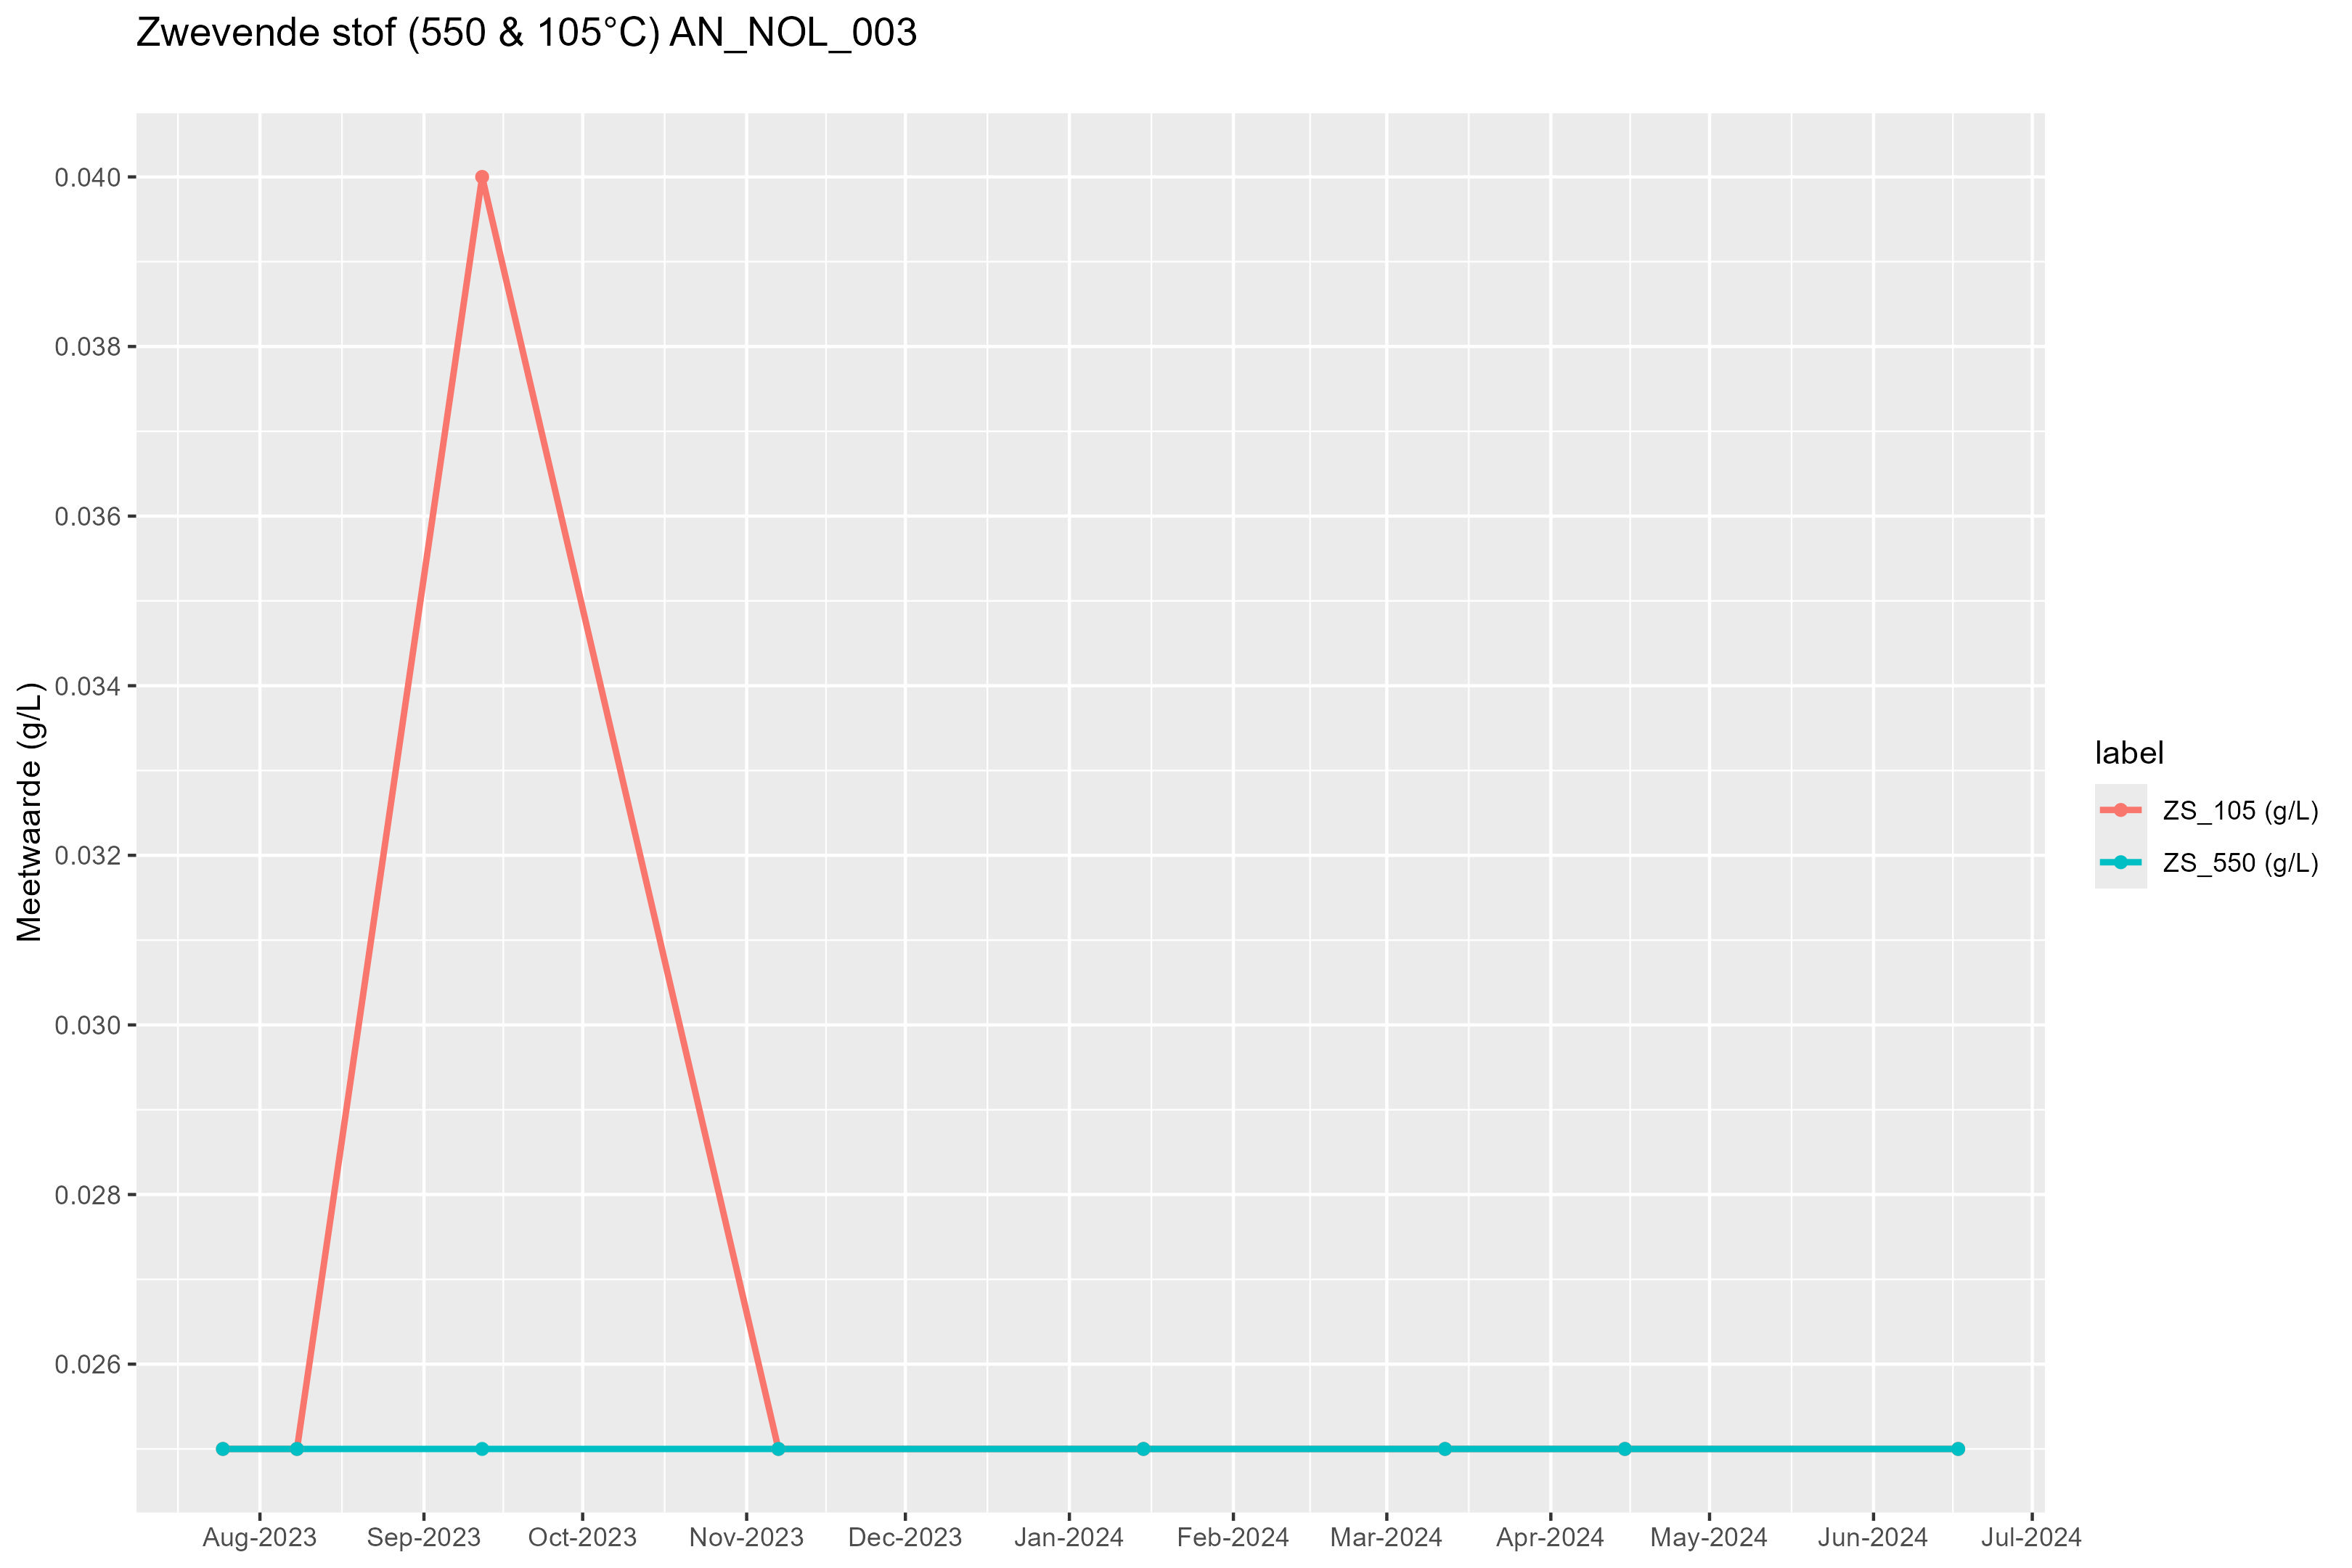 Zwevende stof (550 & 105°C) AN_NOL_003
Meetwaarde (g/L)
0.040
0.038
0.036
0.034
0.032
0.030
0.028
0.026
Aug-2023
Sep-2023
Oct-2023
Nov-2023
Dec-2023
Jan-2024
Feb-2024
Mar-2024
Apr-2024
May-2024
Jun-2024
Jul-2024
label
ZS_105 (g/L)
ZS_550 (g/L)